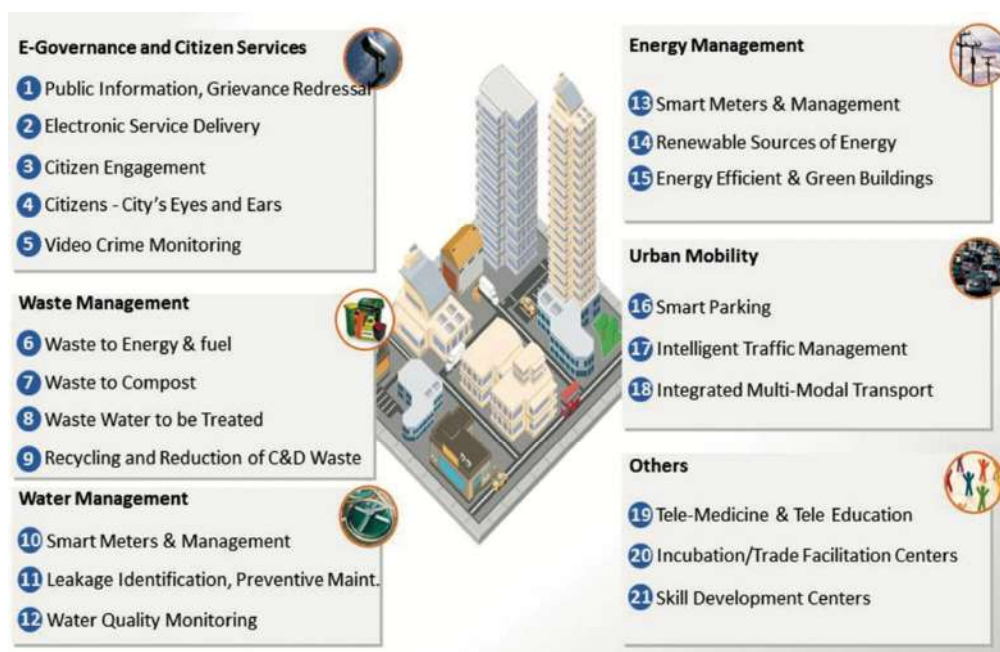 E-Governance and Citizen Services
1 Public Information, Grievance Redressal
2 Electronic Service Delivery
3 Citizen Engagement
4 Citizens - City's Eyes and Ears
5 Video Crime Monitoring
Waste Management
6 Waste to Energy & fuel
7 Waste to Compost
8 Waste Water to be Treated
9 Recycling and Reduction of C&D Waste
Water Management
10 Smart Meters & Management
11 Leakage Identification, Preventive Maint.
12 Water Quality Monitoring
Energy Management
13 Smart Meters & Management
14 Renewable Sources of Energy
15 Energy Efficient & Green Buildings
Urban Mobility
16 Smart Parking
17 Intelligent Traffic Management
18 Integrated Multi-Modal Transport
Others
19 Tele-Medicine & Tele Education
20 Incubation/Trade Facilitation Centers
21 Skill Development Centers